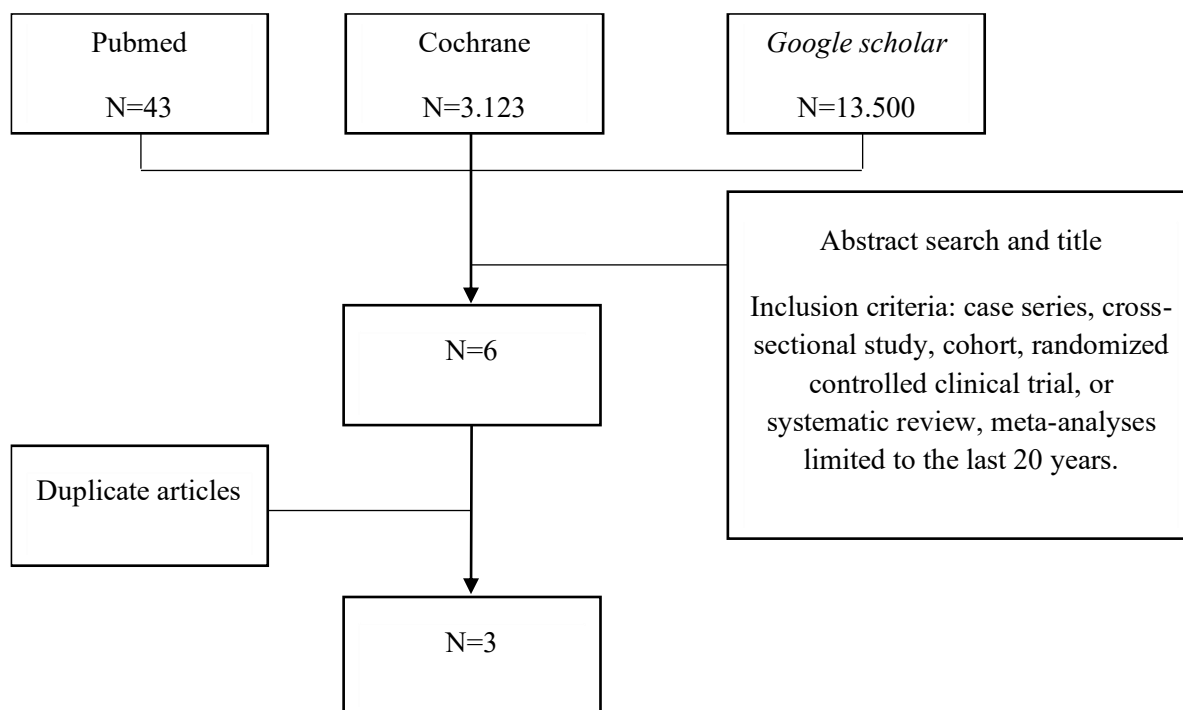 Pubmed
N=43
Cochrane
N=3.123
Google scholar
N=13.500
Abstract search and title
Inclusion criteria: case series, cross-
sectional study, cohort, randomized
controlled clinical trial, or
systematic review, meta-analyses
limited to the last 20 years.
N=6
Duplicate articles
N=3